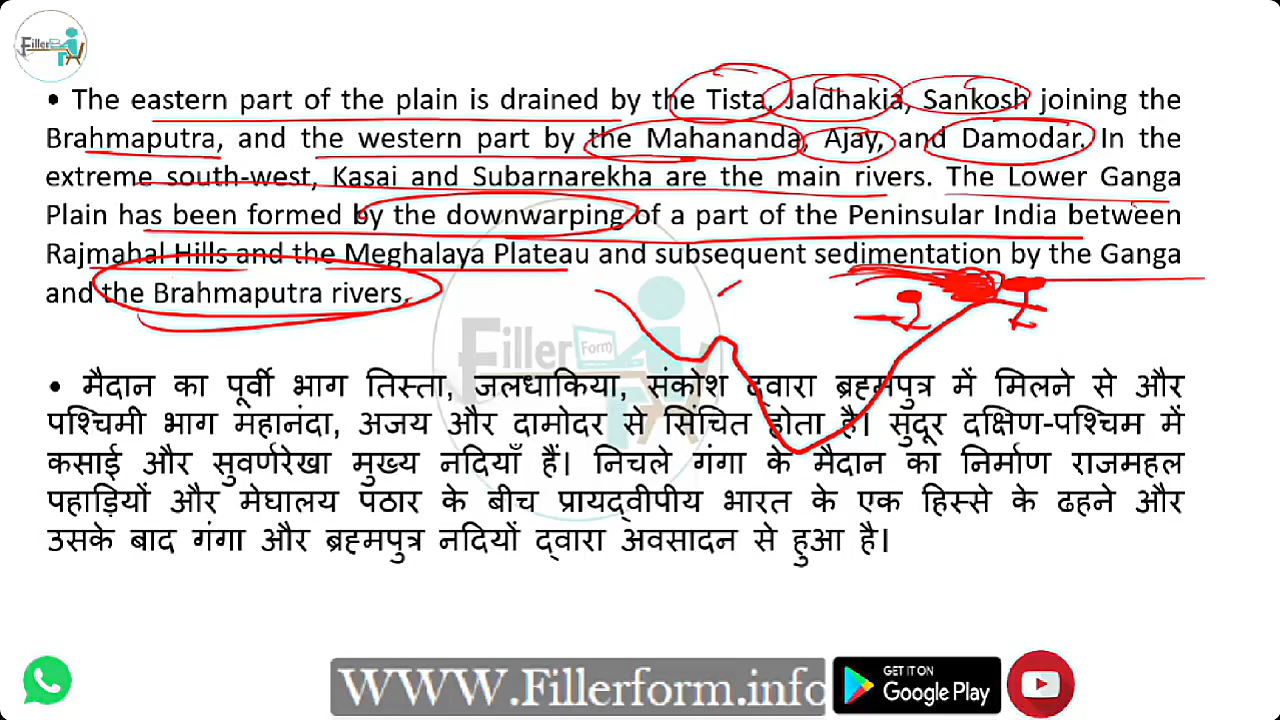 Filler
• The eastern part of the plain is drained by the Tista, Jaldhakia, Sankosh joining the
Brahmaputra, and the western part by the Mahananda, Ajay, and Damodar. In the
extreme south-west, Kasai and Subarnarekha are the main rivers. The Lower Ganga
Plain has been formed by the downwarping of a part of the Peninsular India between
Rajmahal Hills and the Meghalaya Plateau and subsequent sedimentation by the Ganga
and the Brahmaputra rivers.
Filler Form
• मैदान का पूर्वी भाग तिस्ता, जलधाकिया, संकोश द्वारा ब्रह्मपुत्र में मिलने से और
पश्चिमी भाग महानंदा, अजय और दामोदर से सिंचित होता है। सुदूर दक्षिण-पश्चिम में
कसाई और सुवर्णरेखा मुख्य नदियाँ हैं। निचले गंगा के मैदान का निर्माण राजमहल
पहाड़ियों और मेघालय पठार के बीच प्रायद्वीपीय भारत के एक हिस्से के ढहने और
उसके बाद गंगा और ब्रह्मपुत्र नदियों द्वारा अवसादन से हुआ है।
WWW.Fillerform.info
GET IT ON
Google Play